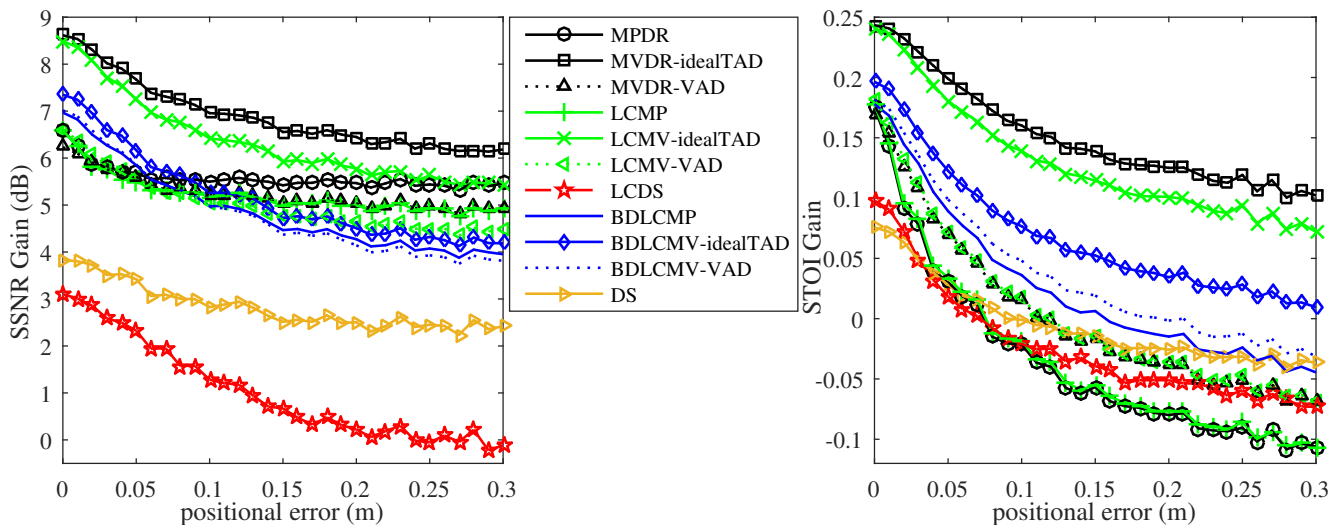 SSNR Gain (dB)
9
8
7
6
5
4
3
2
1
0
0
0.05
0.1
0.15
0.2
0.25
0.3
positional error (m)
MPDR
MVDR-idealTAD
MVDR-VAD
LCMP
LCMV-idealTAD
LCMV-VAD
LCDS
BDLCMP
BDLCMV-idealTAD
BDLCMV-VAD
DS
STOI Gain
0.25
0.2
0.15
0.1
0.05
0
-0.05
-0.1
0
0.05
0.1
0.15
0.2
0.25
0.3
positional error (m)